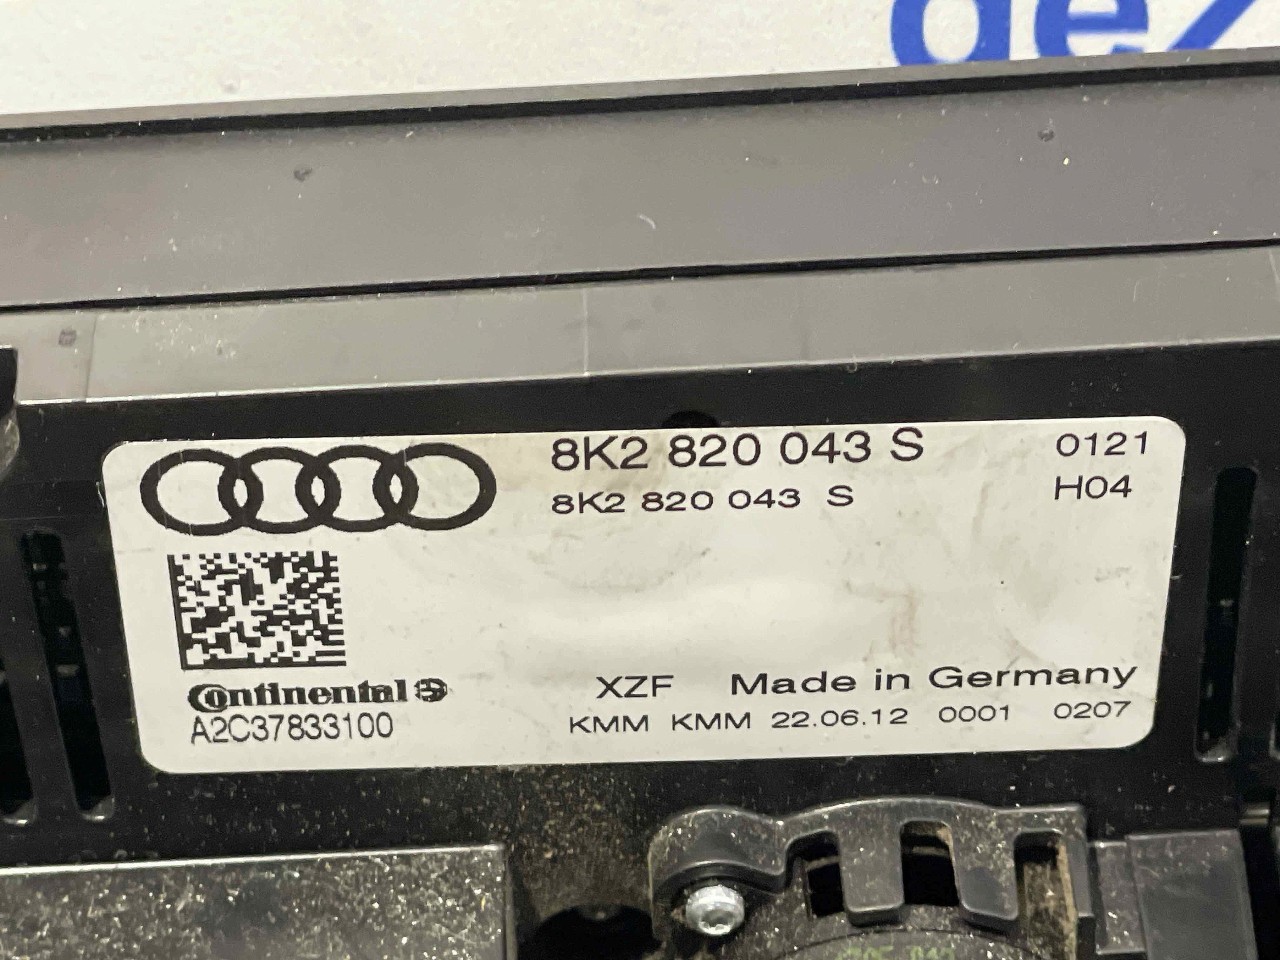 8K2 820 043 S 0121
8K2 820 043 S H04
Continental
A2C37833100
XZF Made in Germany
KMM KMM 22.06.12 0001 0207